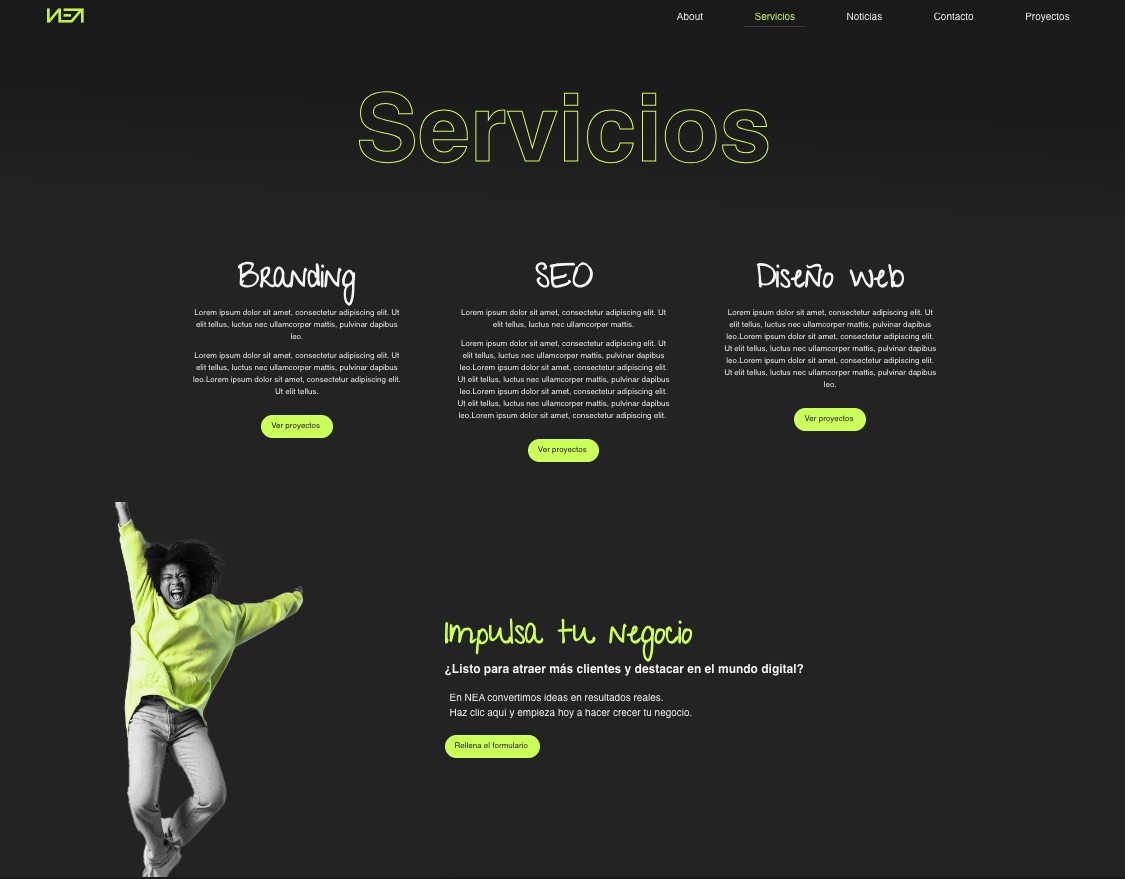 NEA
About Servicios Noticias Contacto Proyectos
Servicios
Branding
Lorem ipsum dolor sit amet, consectetur adipiscing elit. Ut
elit tellus, luctus nec ullamcorper mattis, pulvinar dapibus
leo.
Lorem ipsum dolor sit amet, consectetur adipiscing elit. Ut
elit tellus, luctus nec ullamcorper mattis, pulvinar dapibus
leo.Lorem ipsum dolor sit amet, consectetur adipiscing elit.
Ut elit tellus.
Ver proyectos
SEO
Lorem ipsum dolor sit amet, consectetur adipiscing elit. Ut
elit tellus, luctus nec ullamcorper mattis.
Lorem ipsum dolor sit amet, consectetur adipiscing elit. Ut
elit tellus, luctus nec ullamcorper mattis, pulvinar dapibus
leo.Lorem ipsum dolor sit amet, consectetur adipiscing elit.
Ut elit tellus, luctus nec ullamcorper mattis, pulvinar dapibus
leo.Lorem ipsum dolor sit amet, consectetur adipiscing elit.
Ut elit tellus, luctus nec ullamcorper mattis, pulvinar dapibus
leo.Lorem ipsum dolor sit amet, consectetur adipiscing elit.
Ver proyectos
Diseño web
Lorem ipsum dolor sit amet, consectetur adipiscing elit. Ut
elit tellus, luctus nec ullamcorper mattis, pulvinar dapibus
leo.Lorem ipsum dolor sit amet, consectetur adipiscing elit.
Ut elit tellus, luctus nec ullamcorper mattis, pulvinar dapibus
leo.Lorem ipsum dolor sit amet, consectetur adipiscing elit.
Ut elit tellus, luctus nec ullamcorper mattis, pulvinar dapibus
leo.
Ver proyectos
Impulsa tu negocio
¿Listo para atraer más clientes y destacar en el mundo digital?
En NEA convertimos ideas en resultados reales.
Haz clic aquí y empieza hoy a hacer crecer tu negocio.
Rellena el formulario